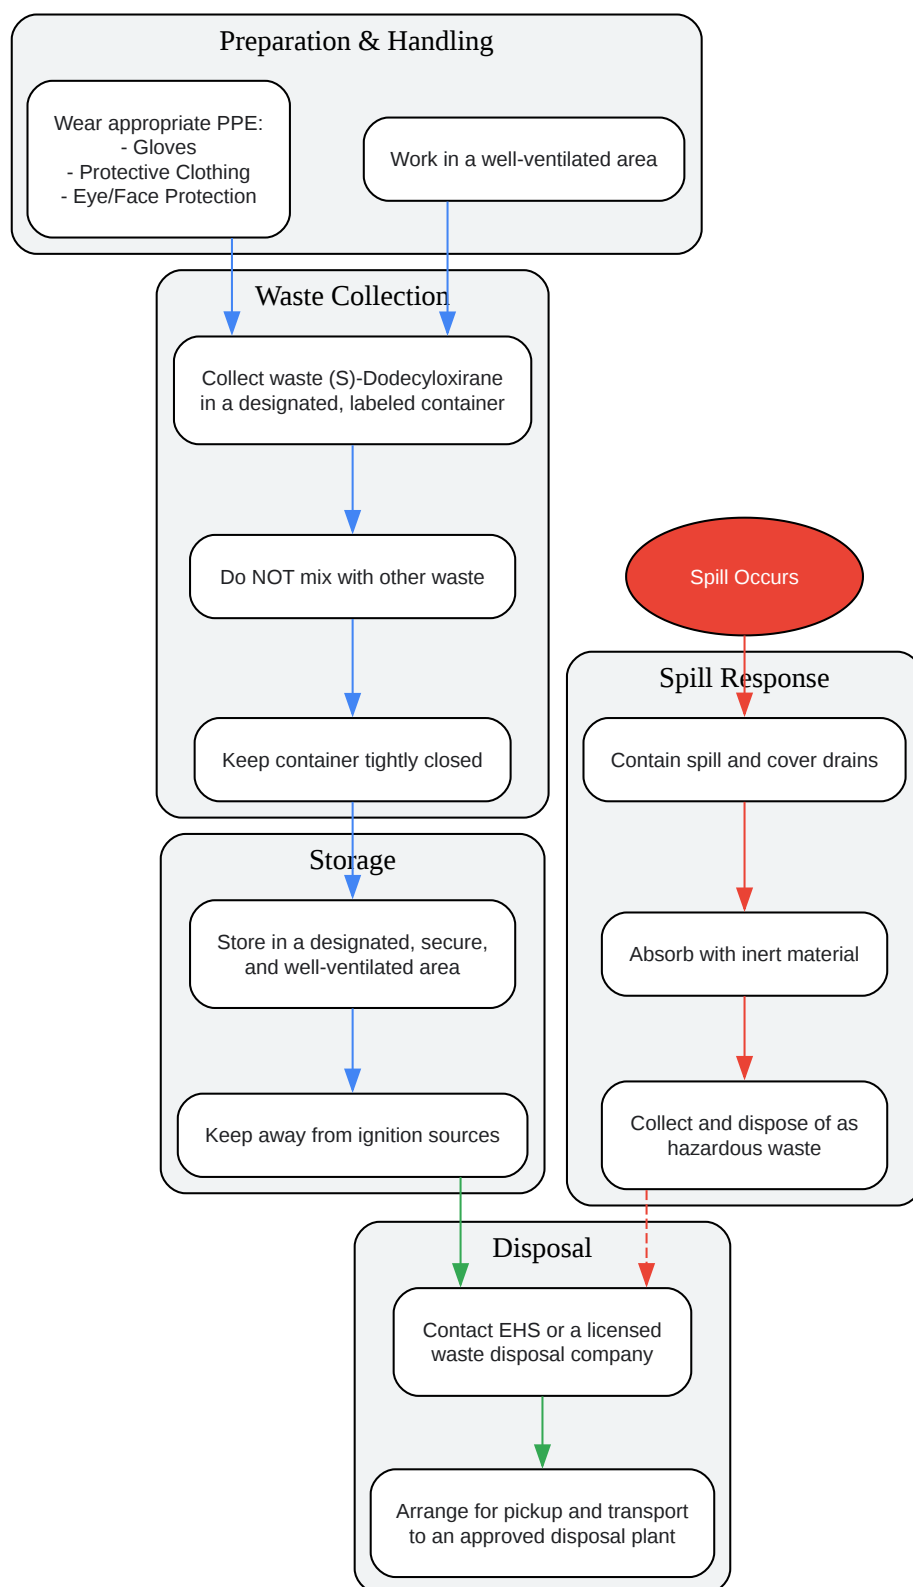 Preparation & Handling
Wear appropriate PPE:
- Gloves
- Protective Clothing
- Eye/Face Protection
Work in a well-ventilated area
Waste Collection
Collect waste (S)-Dodecyloxirane
in a designated, labeled container
Do NOT mix with other waste
Keep container tightly closed
Storage
Store in a designated, secure,
and well-ventilated area
Keep away from ignition sources
Spill Occurs
Spill Response
Contain spill and cover drains
Absorb with inert material
Collect and dispose of as
hazardous waste
Disposal
Contact EHS or a licensed
waste disposal company
Arrange for pickup and transport
to an approved disposal plant